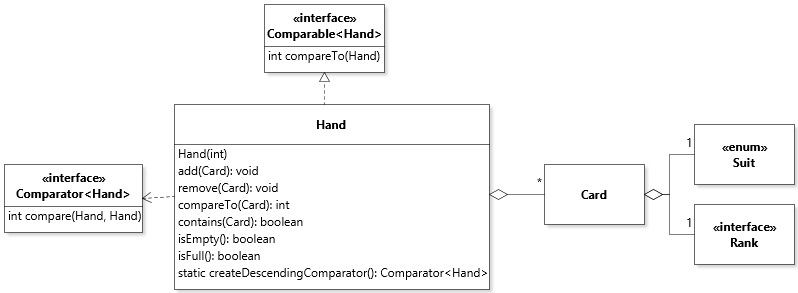 «interface»
Comparable<Hand>
int compareTo(Hand)
Hand
Hand(int)
add(Card): void
remove(Card): void
compareTo(Card): int
contains(Card): boolean
isEmpty(): boolean
isFull(): boolean
static createDescendingComparator(): Comparator<Hand>
«interface»
Comparator<Hand>
int compare(Hand, Hand)
*
Card
1
«enum»
Suit
1
«interface»
Rank